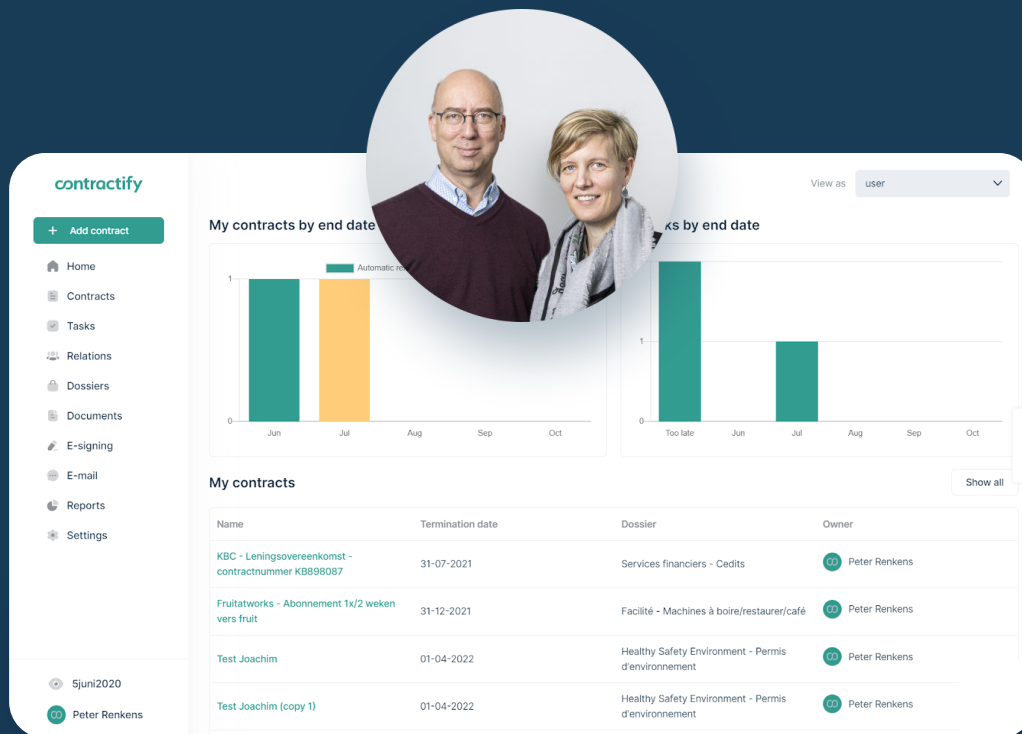 contractify
View as
user
+ Add contract
Home
Contracts
Tasks
Relations
Dossiers
Documents
E-signing
E-mail
Reports
Settings
5juni2020
Peter Renkens
My contracts by end date
Automatic
1
0
Jun
Jul
Aug
Sep
Oct
by end date
1
0
Too late
Jun
Jul
Aug
Sep
Oct
My contracts
Show all
Name
Termination date
Dossier
Owner
KBC - Leningsovereenkomst -
contractnummer KB898087
31-07-2021
Services financiers - Cedits
Peter Renkens
Fruitatworks - Abonnement 1x/2 weken
vers fruit
31-12-2021
Facilité - Machines à boire/restaurer/café
Peter Renkens
Test Joachim
01-04-2022
Healthy Safety Environment - Permis
d'environnement
Peter Renkens
Test Joachim (copy 1)
01-04-2022
Healthy Safety Environment - Permis
d'environnement
Peter Renkens